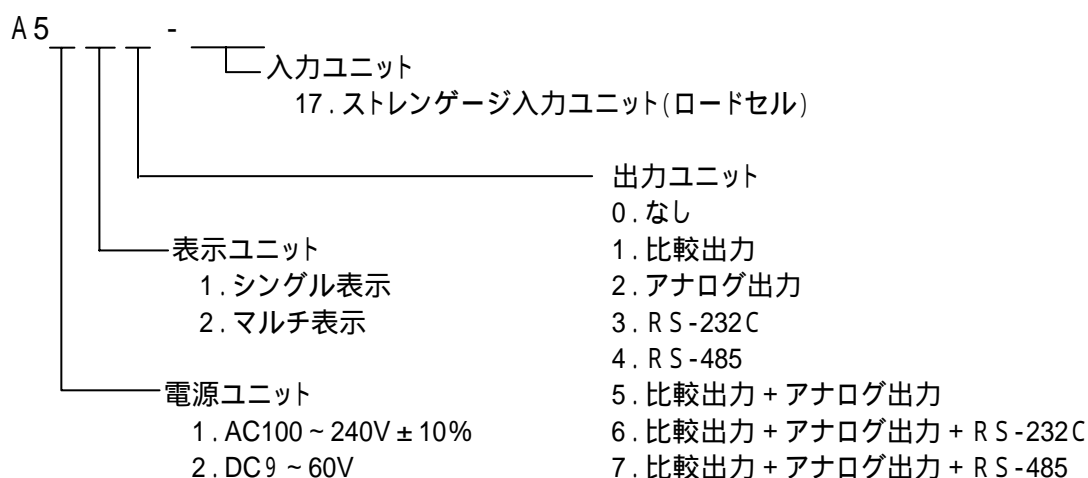 A5 -
入力ユニット
17.ストレンゲージ入力ユニット(ロードセル)
出力ユニット
0.なし
1.比較出力
2.アナログ出力
3.RS-232C
4.RS-485
5.比較出力+アナログ出力
6.比較出力+アナログ出力+RS-232C
7.比較出力+アナログ出力+RS-485
表示ユニット
1.シングル表示
2.マルチ表示
電源ユニット
1.AC100~240V±10%
2.DC9~60V